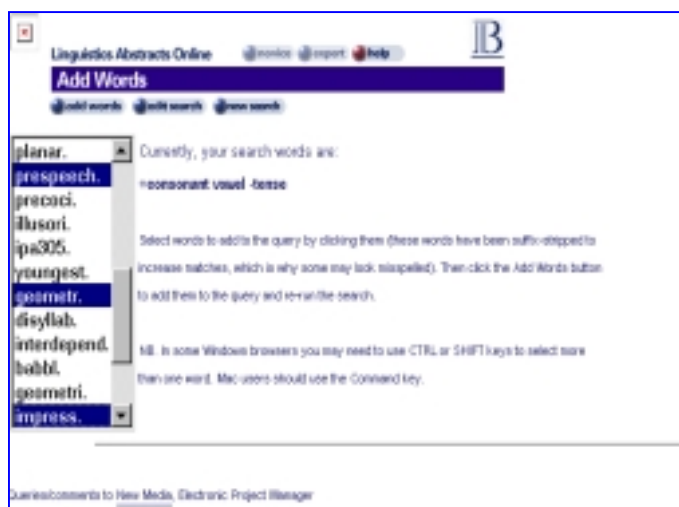 B
Linguistics Abstracts Online novice expert help
Add Words
add words edit search new search
planar.
prespeech.
precoci.
illusori.
ipa305.
youngest.
geometr.
disyllab.
interdepend.
babbl.
geometri.
impress.
Currently, your search words are:
+consonant vowel -tense
Select words to add to the query by clicking them (these words have been suffix-stripped to
increase matches, which is why some may look misspelled). Then click the Add Words button
to add them to the query and re-run the search.
NB. In some Windows browsers you may need to use CTRL or SHIFT keys to select more
than one word. Mac users should use the Command key.
Queries/comments to New Media, Electronic Project Manager